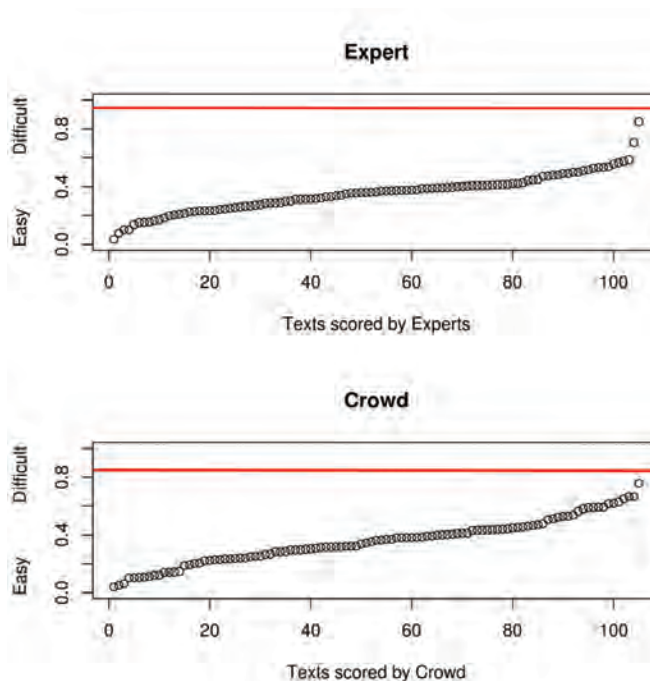 Expert
Difficult
Easy
0.8
0.4
0.0
0 20 40 60 80 100
Texts scored by Experts
Crowd
Difficult
Easy
0.8
0.4
0.0
0 20 40 60 80 100
Texts scored by Crowd